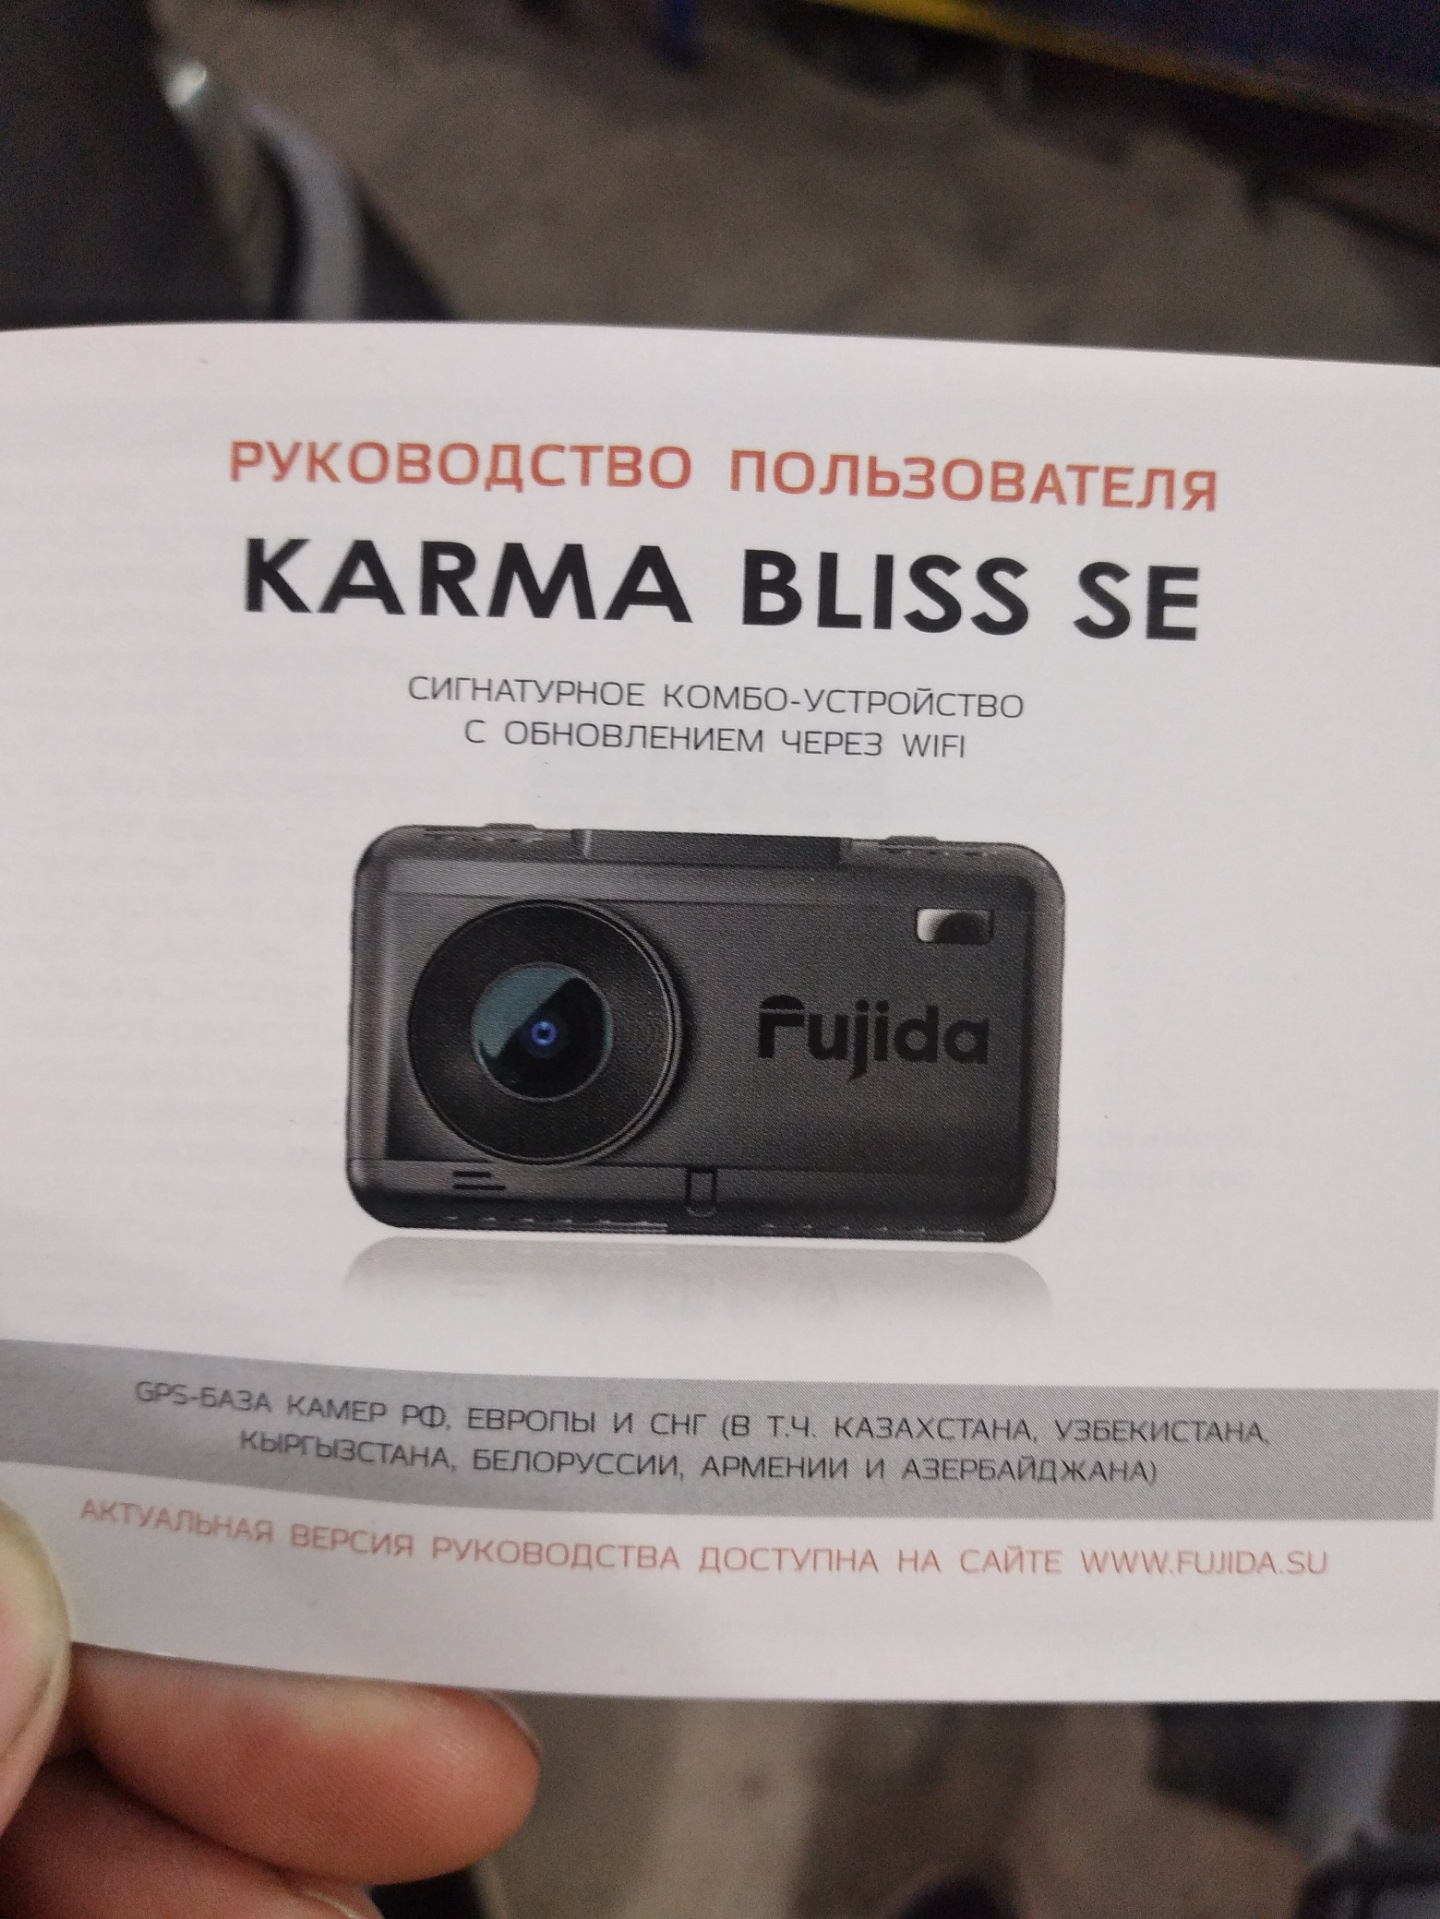 РУКОВОДСТВО ПОЛЬЗОВАТЕЛЯ
KARMA BLISS SE
СИГНАТУРНОЕ КОМБО-УСТРОЙСТВО
С ОБНОВЛЕНИЕМ ЧЕРЕЗ WIFI
Fujida
GPS-БАЗА КАМЕР РФ, ЕВРОПЫ И СНГ (В Т.Ч. КАЗАХСТАНА, УЗБЕКИСТАНА,
КЫРГЫЗСТАНА, БЕЛОРУССИИ, АРМЕНИИ И АЗЕРБАЙДЖАНА)
АКТУАЛЬНАЯ ВЕРСИЯ РУКОВОДСТВА ДОСТУПНА НА САЙТЕ WWW.FUJIDA.SU